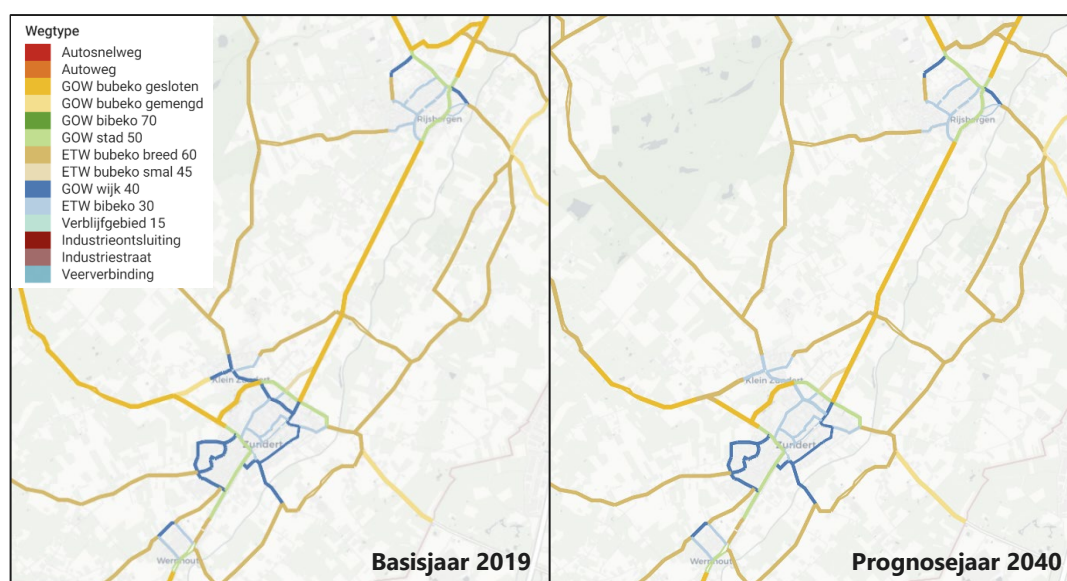 Wegtype
Autosnelweg
Autoweg
GOW bubeko gesloten
GOW bubeko gemengd
GOW bibeko 70
GOW stad 50
ETW bubeko breed 60
ETW bubeko smal 45
GOW wijk 40
ETW bibeko 30
Verblijfgebied 15
Industrieontsluiting
Industriestraat
Veerverbinding
Rijsbergen
Klein Zundert
Zundert
Wernhout
Basisjaar 2019
Rijsbergen
Klein Zundert
Zundert
Wernhout
Prognosejaar 2040